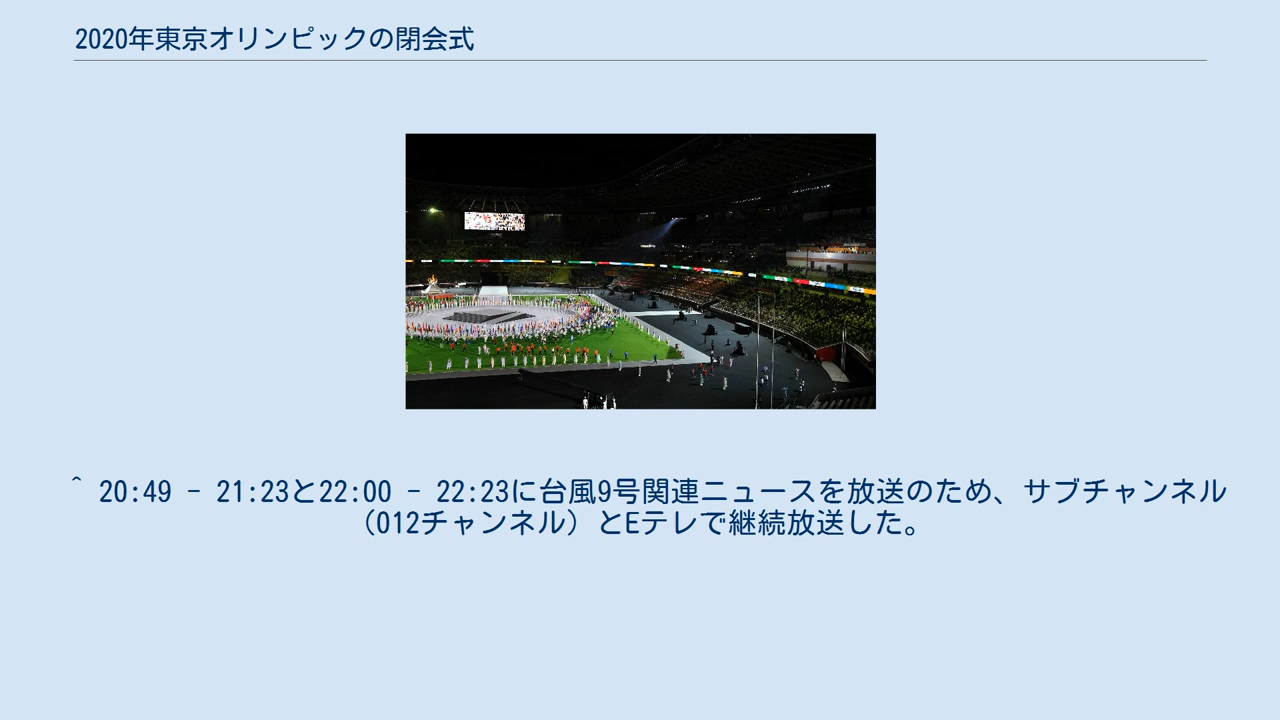 2020年東京オリンピックの閉会式
^ 20:49 - 21:23と22:00 - 22:23に台風9号関連ニュースを放送のため、サブチャンネル
（012チャンネル）とEテレで継続放送した。